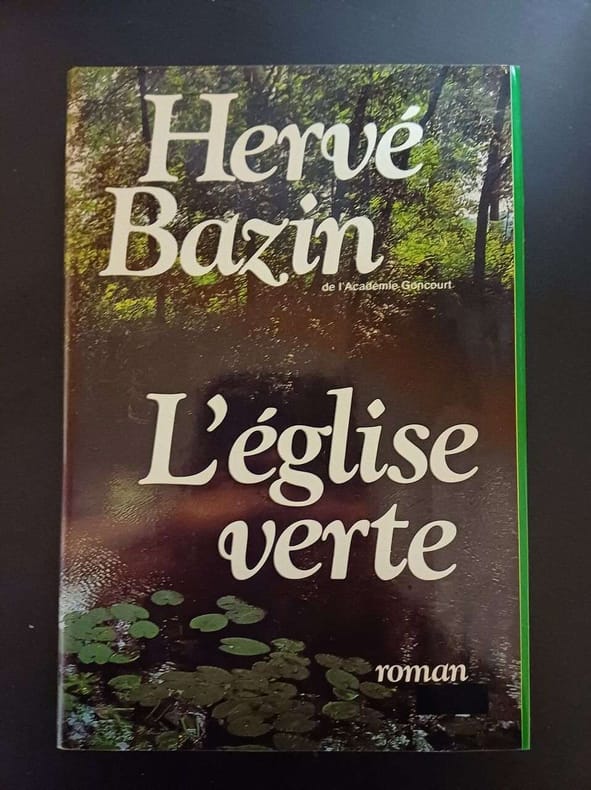 Hervé
Bazin
de l'Académie Goncourt
L'église
verte
roman